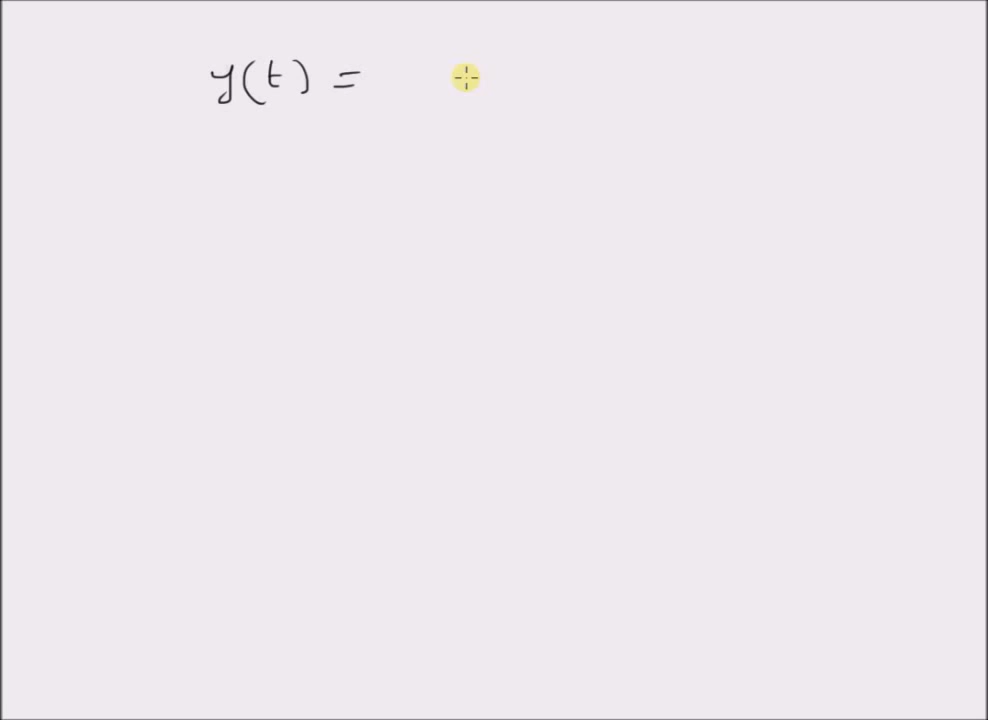 y(t) =